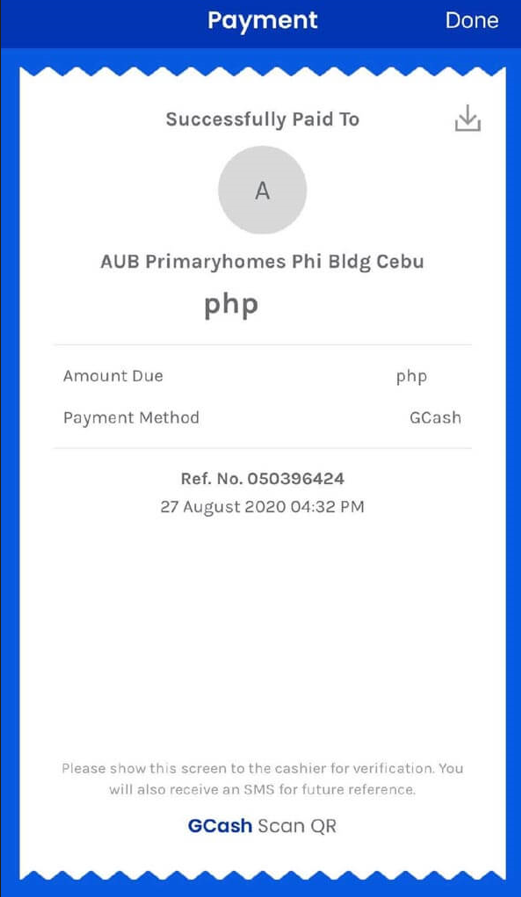 Payment
Done
Successfully Paid To
A
AUB Primaryhomes Phi Bldg Cebu
php
Amount Due php
Payment Method GCash
Ref. No. 050396424
27 August 2020 04:32 PM
Please show this screen to the cashier for verification. You
will also receive an SMS for future reference.
GCash Scan QR